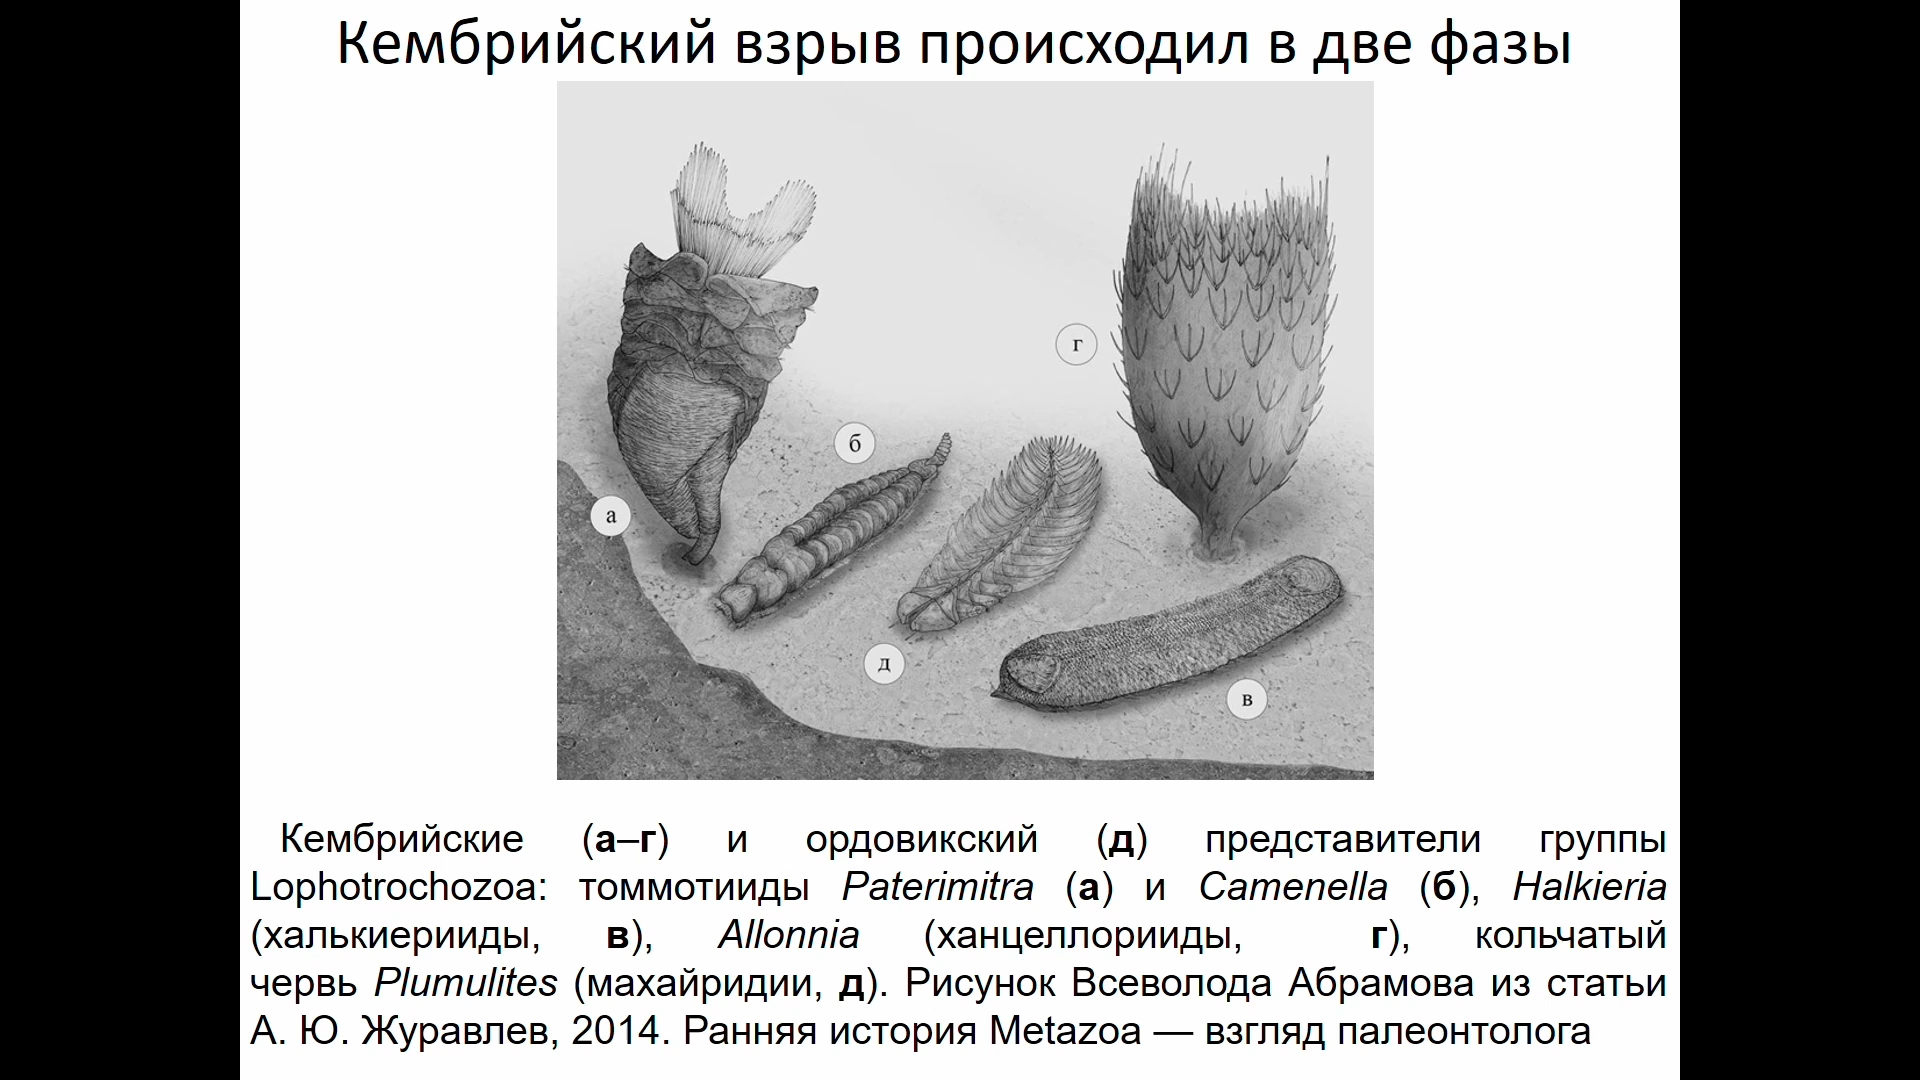 Кембрийский взрыв происходил в две фазы
г
б
а
д
в
Кембрийские (а–г) и ордовикский (д) представители группы
Lophotrochozoa: томмотииды Paterimitra (а) и Camenella (б), Halkieria
(халькиерииды, в), Allonnia (ханцеллорииды, г), кольчатый
червь Plumulites (махайридии, д). Рисунок Всеволода Абрамова из статьи
А. Ю. Журавлев, 2014. Ранняя история Metazoa — взгляд палеонтолога